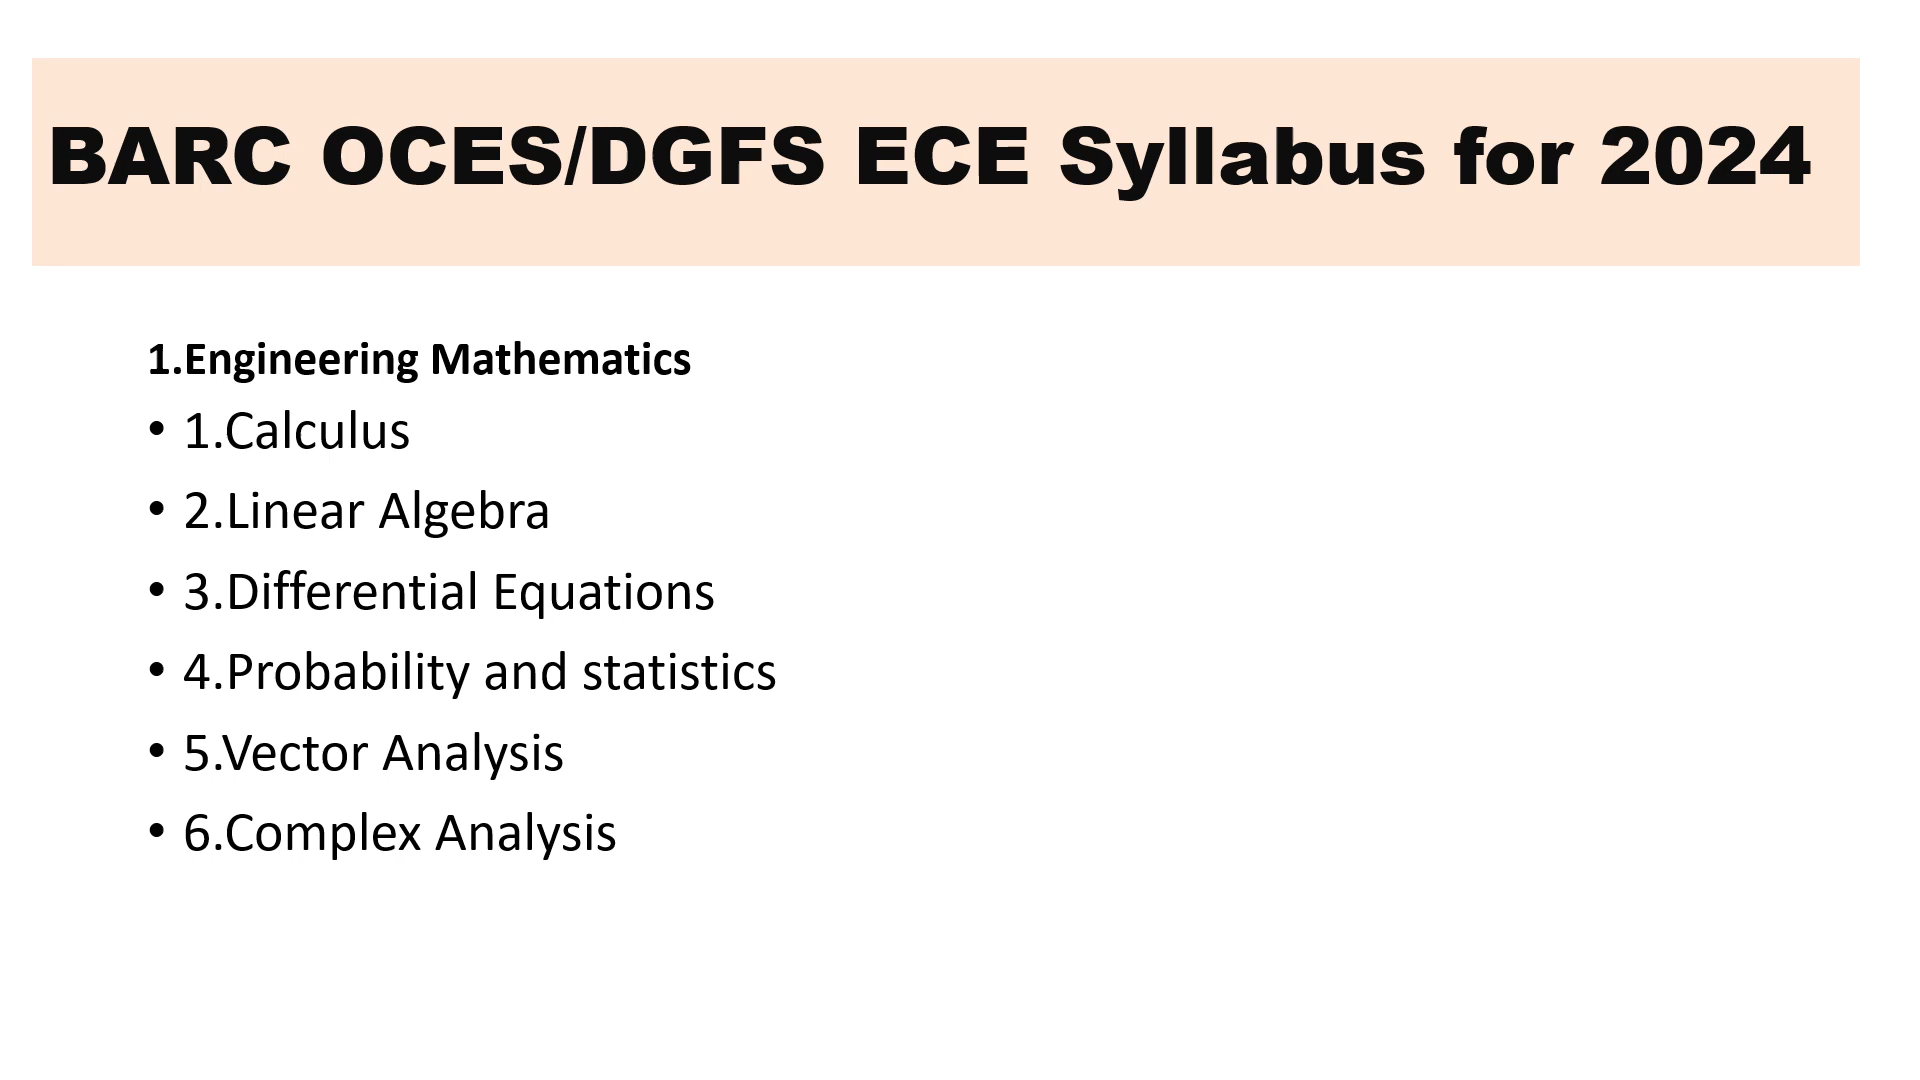 BARC OCES/DGFS ECE Syllabus for 2024
1.Engineering Mathematics
• 1.Calculus
• 2.Linear Algebra
• 3.Differential Equations
• 4.Probability and statistics
• 5.Vector Analysis
• 6.Complex Analysis